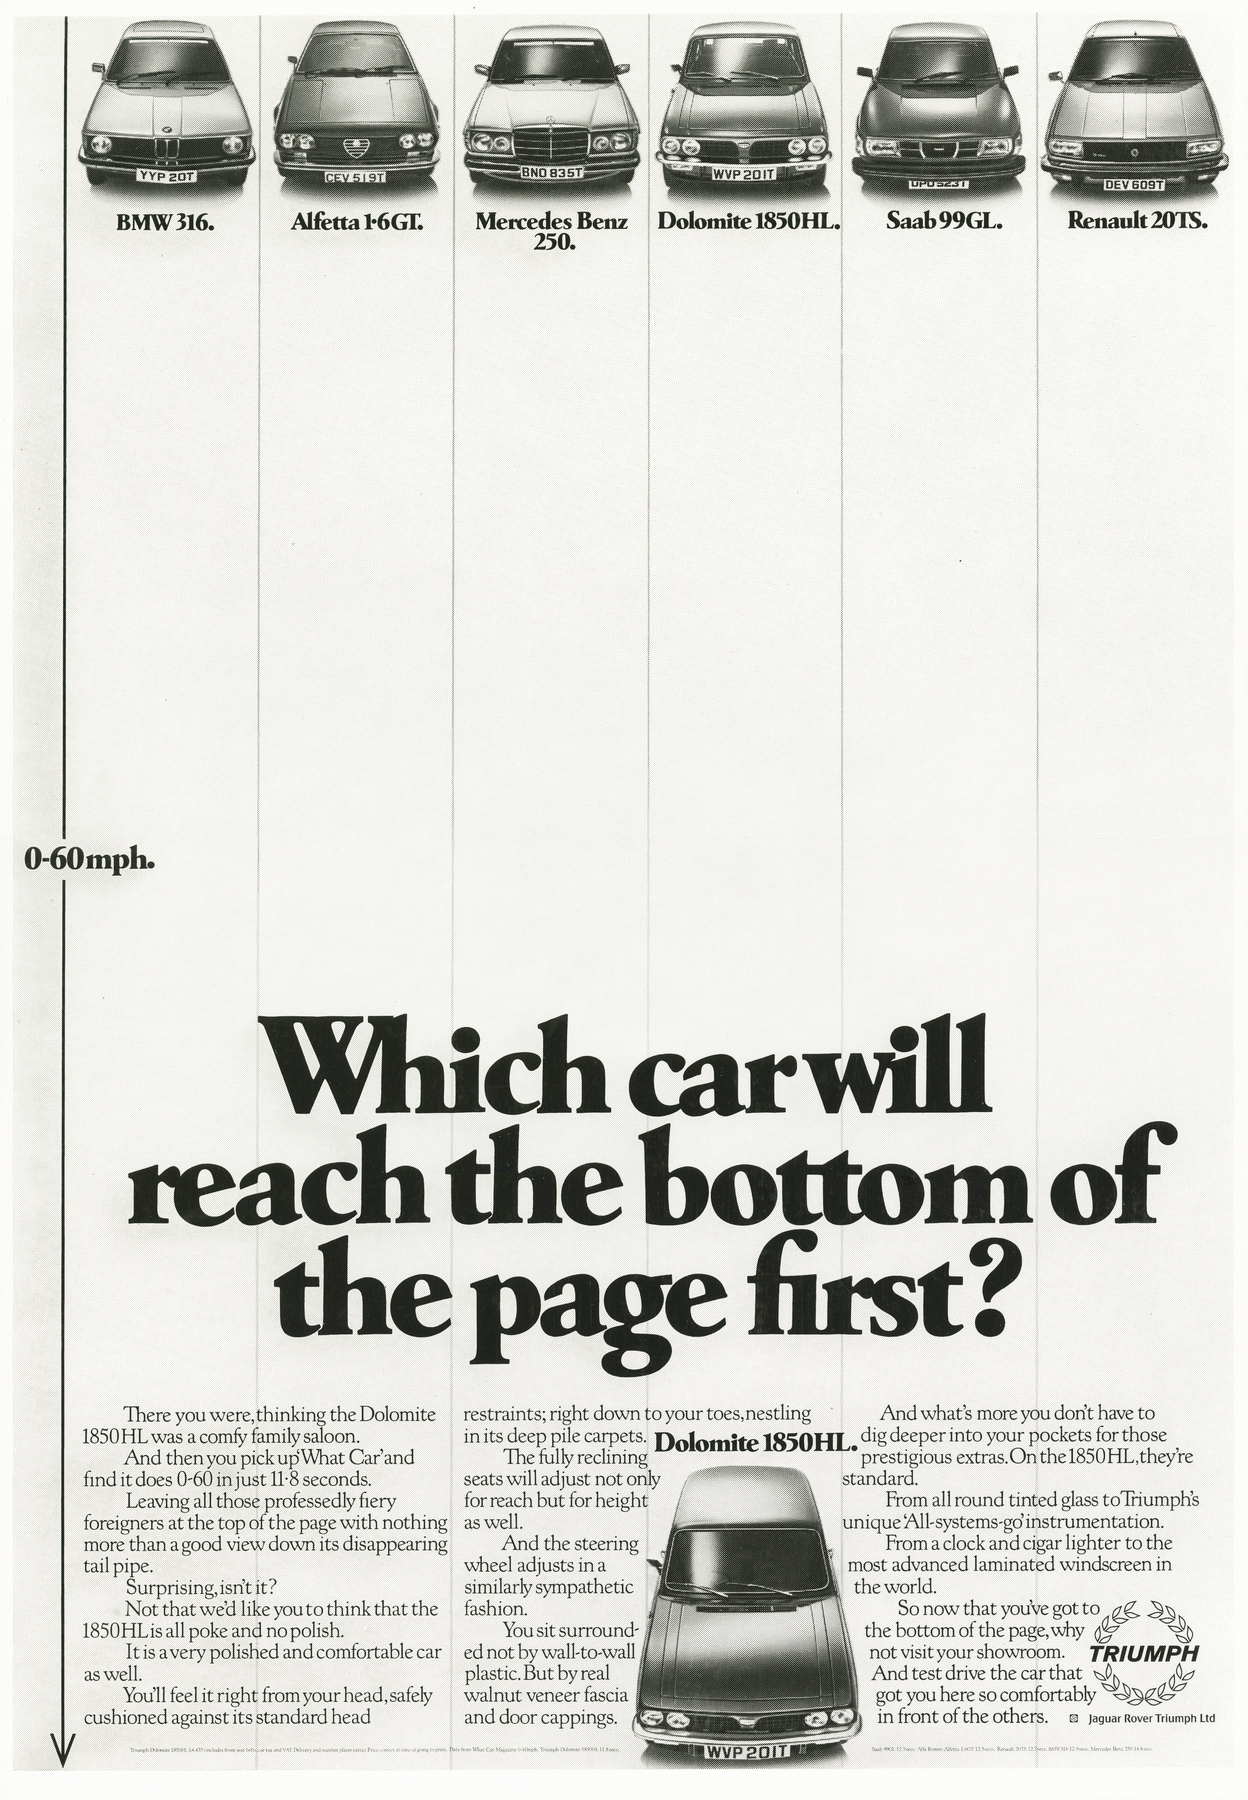 YYP 20T
CEV 519T
BNO 835T
WVP 201T
DEV 609T
BMW 316.
Alfetta 1·6GT.
Mercedes Benz
250.
Dolomite 1850HL.
Saab 99GL.
Renault 20TS.
0-60mph.
Which car will
reach the bottom of
the page first?
There you were, thinking the Dolomite
1850HL was a comfy family saloon.
And then you pick up ‘What Car’ and
find it does 0-60 in just 11·8 seconds.
Leaving all those professedly fiery
foreigners at the top of the page with nothing
more than a good view down its disappearing
tail pipe.
Surprising, isn't it?
Not that we'd like you to think that the
1850HL is all poke and no polish.
It is a very polished and comfortable car
as well.
You'll feel it right from your head, safely
cushioned against its standard head
restraints; right down to your toes, nestling
in its deep pile carpets.
The fully reclining
seats will adjust not only
for reach but for height
as well.
And the steering
wheel adjusts in a
similarly sympathetic
fashion.
You sit surround-
ed not by wall-to-wall
plastic. But by real
walnut veneer fascia
and door cappings.
Dolomite 1850HL.
WVP 201T
And what's more you don't have to
dig deeper into your pockets for those
prestigious extras. On the 1850HL, they're
standard.
From all round tinted glass to Triumph's
unique ‘All-systems-go’ instrumentation.
From a clock and cigar lighter to the
most advanced laminated windscreen in
the world.
So now that you've got to
the bottom of the page, why
not visit your showroom.
And test drive the car that
got you here so comfortably
in front of the others.
TRIUMPH
Jaguar Rover Triumph Ltd